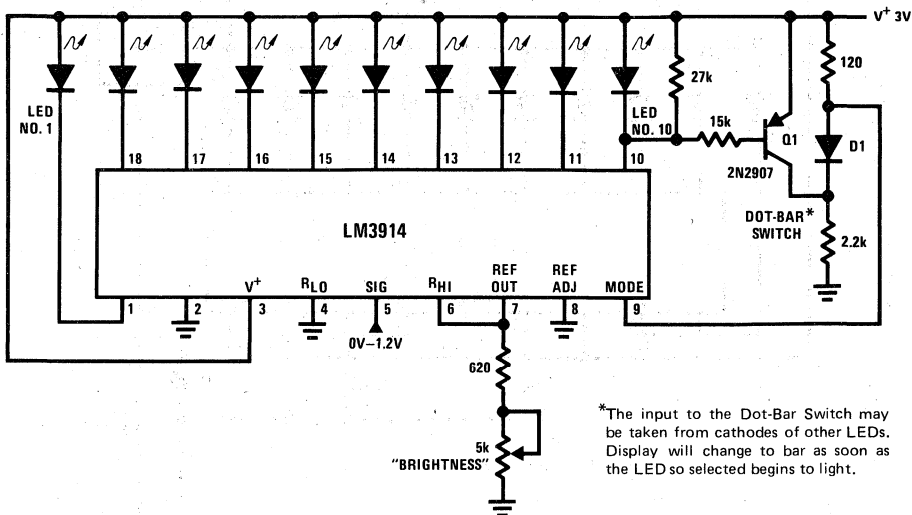 V+ 3V
120
27k
LED
NO. 1
LED
NO. 10
15k
Q1
D1
2N2907
18
17
16
15
14
13
12
11
10
DOT-BAR*
SWITCH
2.2k
LM3914
V+
RLO
SIG
RHI
REF
OUT
REF
ADJ
MODE
1
2
3
4
5
6
7
8
9
0V–1.2V
620
5k
"BRIGHTNESS"
*The input to the Dot-Bar Switch may
be taken from cathodes of other LEDs.
Display will change to bar as soon as
the LED so selected begins to light.